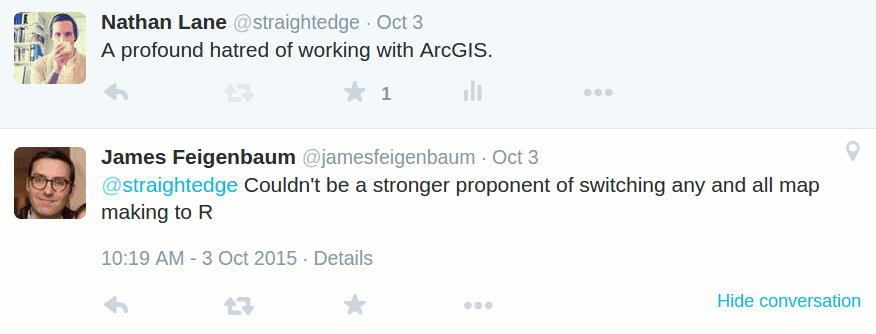 Nathan Lane @straightedge · Oct 3
A profound hatred of working with ArcGIS.
1
James Feigenbaum @jamesfeigenbaum · Oct 3
@straightedge Couldn't be a stronger proponent of switching any and all map
making to R
10:19 AM - 3 Oct 2015 · Details
Hide conversation